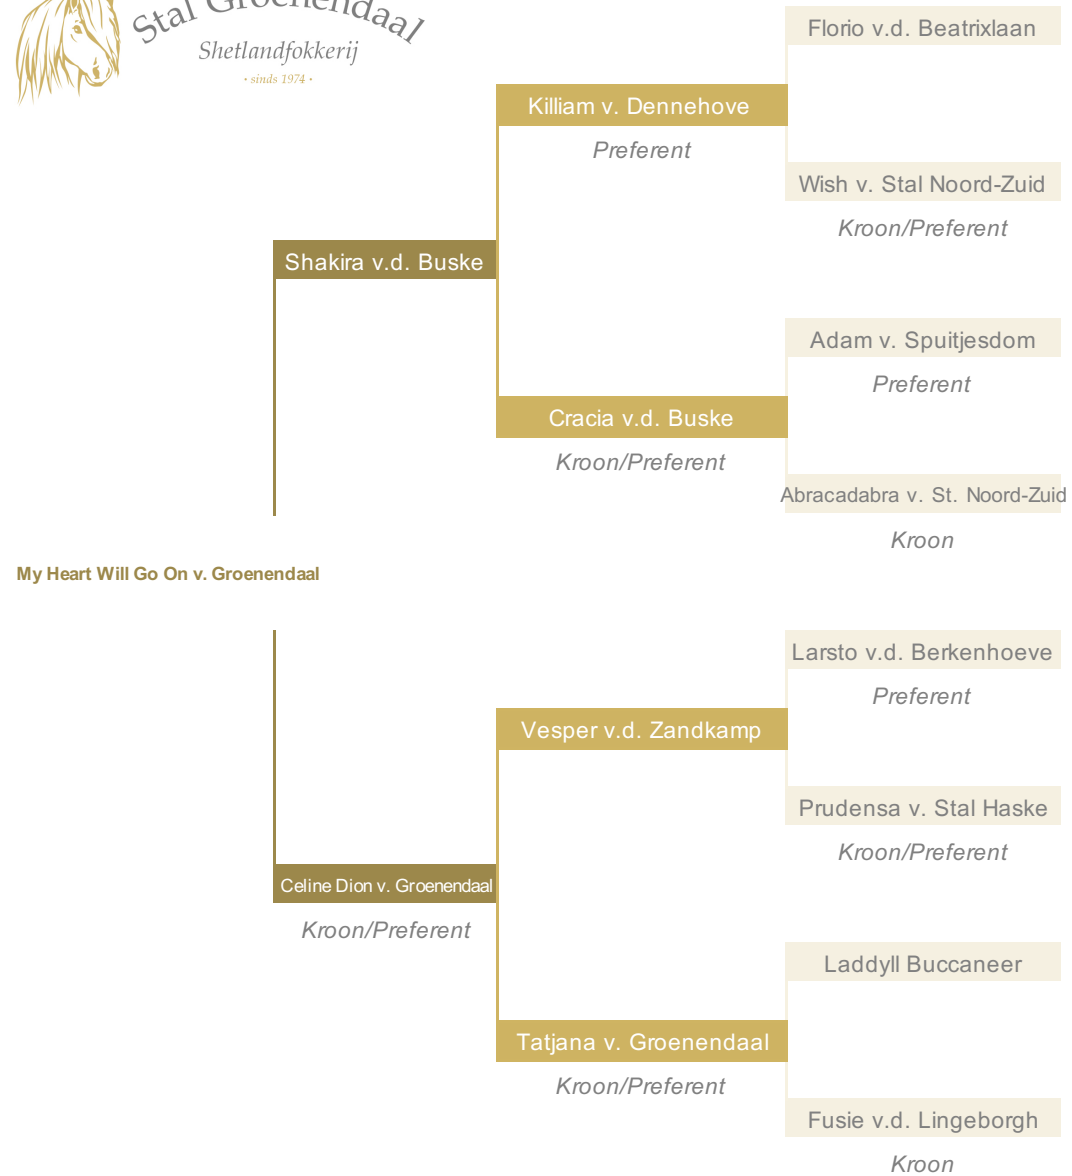 Stal Groenendaal
Shetlandfokkerij
• sinds 1974 •
Florio v.d. Beatrixlaan
Killiam v. Dennehove
Preferent
Wish v. Stal Noord-Zuid
Kroon/Preferent
Shakira v.d. Buske
Adam v. Spuitjesdom
Preferent
Cracia v.d. Buske
Kroon/Preferent
Abracadabra v. St. Noord-Zuid
Kroon
My Heart Will Go On v. Groenendaal
Larsto v.d. Berkenhoeve
Preferent
Vesper v.d. Zandkamp
Prudensa v. Stal Haske
Kroon/Preferent
Celine Dion v. Groenendaal
Kroon/Preferent
Laddyll Buccaneer
Tatjana v. Groenendaal
Kroon/Preferent
Fusie v.d. Lingeborgh
Kroon